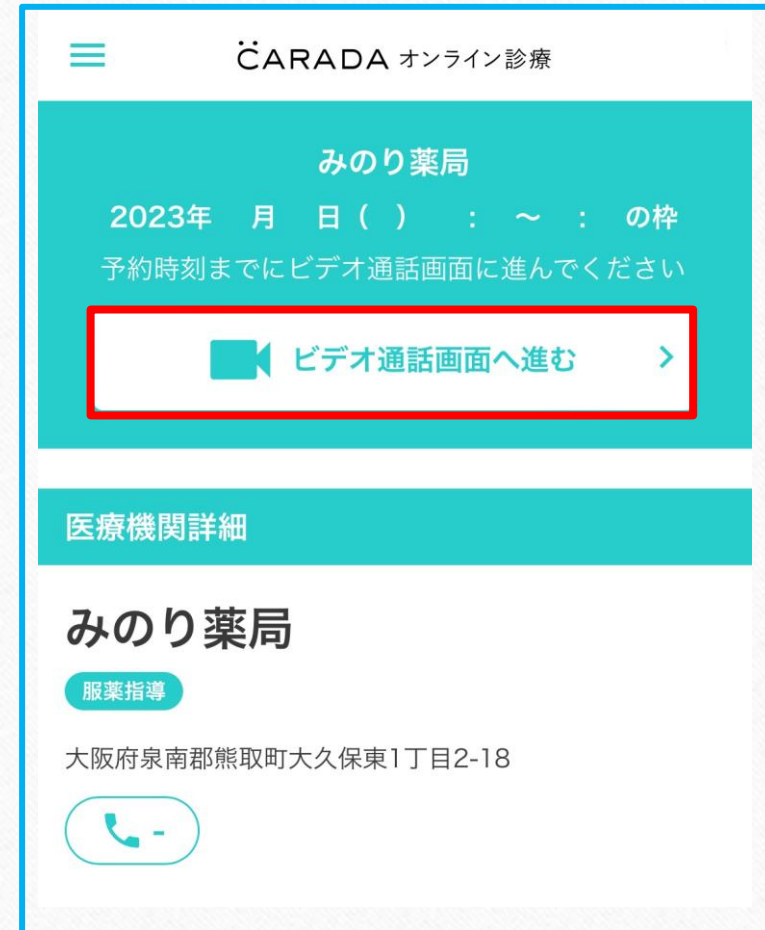 CARADA オンライン診療
みのり薬局
2023年 月 日( ) : ~ : の枠
予約時刻までにビデオ通話画面に進んでください
ビデオ通話画面へ進む >
医療機関詳細
みのり薬局
服薬指導
大阪府泉南郡熊取町大久保東1丁目2-18
-